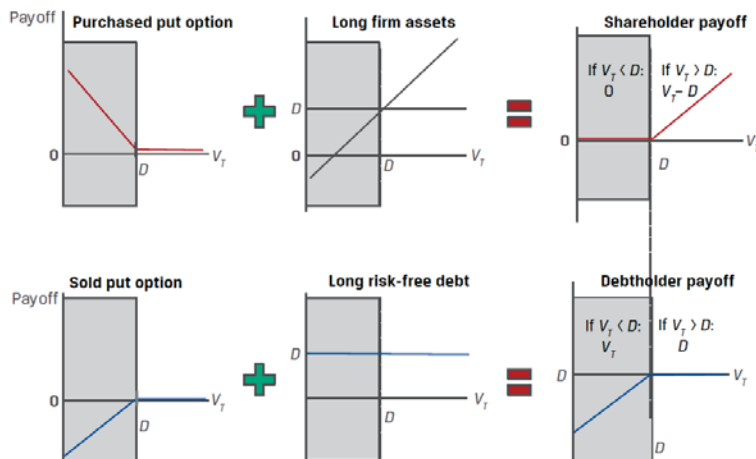 Payoff
Purchased put option
Long firm assets
Shareholder payoff
If V_T < D:
0
If V_T > D:
V_T – D
D
0
V_T
D
0
V_T
D
0
V_T
D
Sold put option
Long risk-free debt
Debtholder payoff
Payoff
If V_T < D:
V_T
If V_T > D:
D
D
0
V_T
D
V_T
D
D
V_T
D